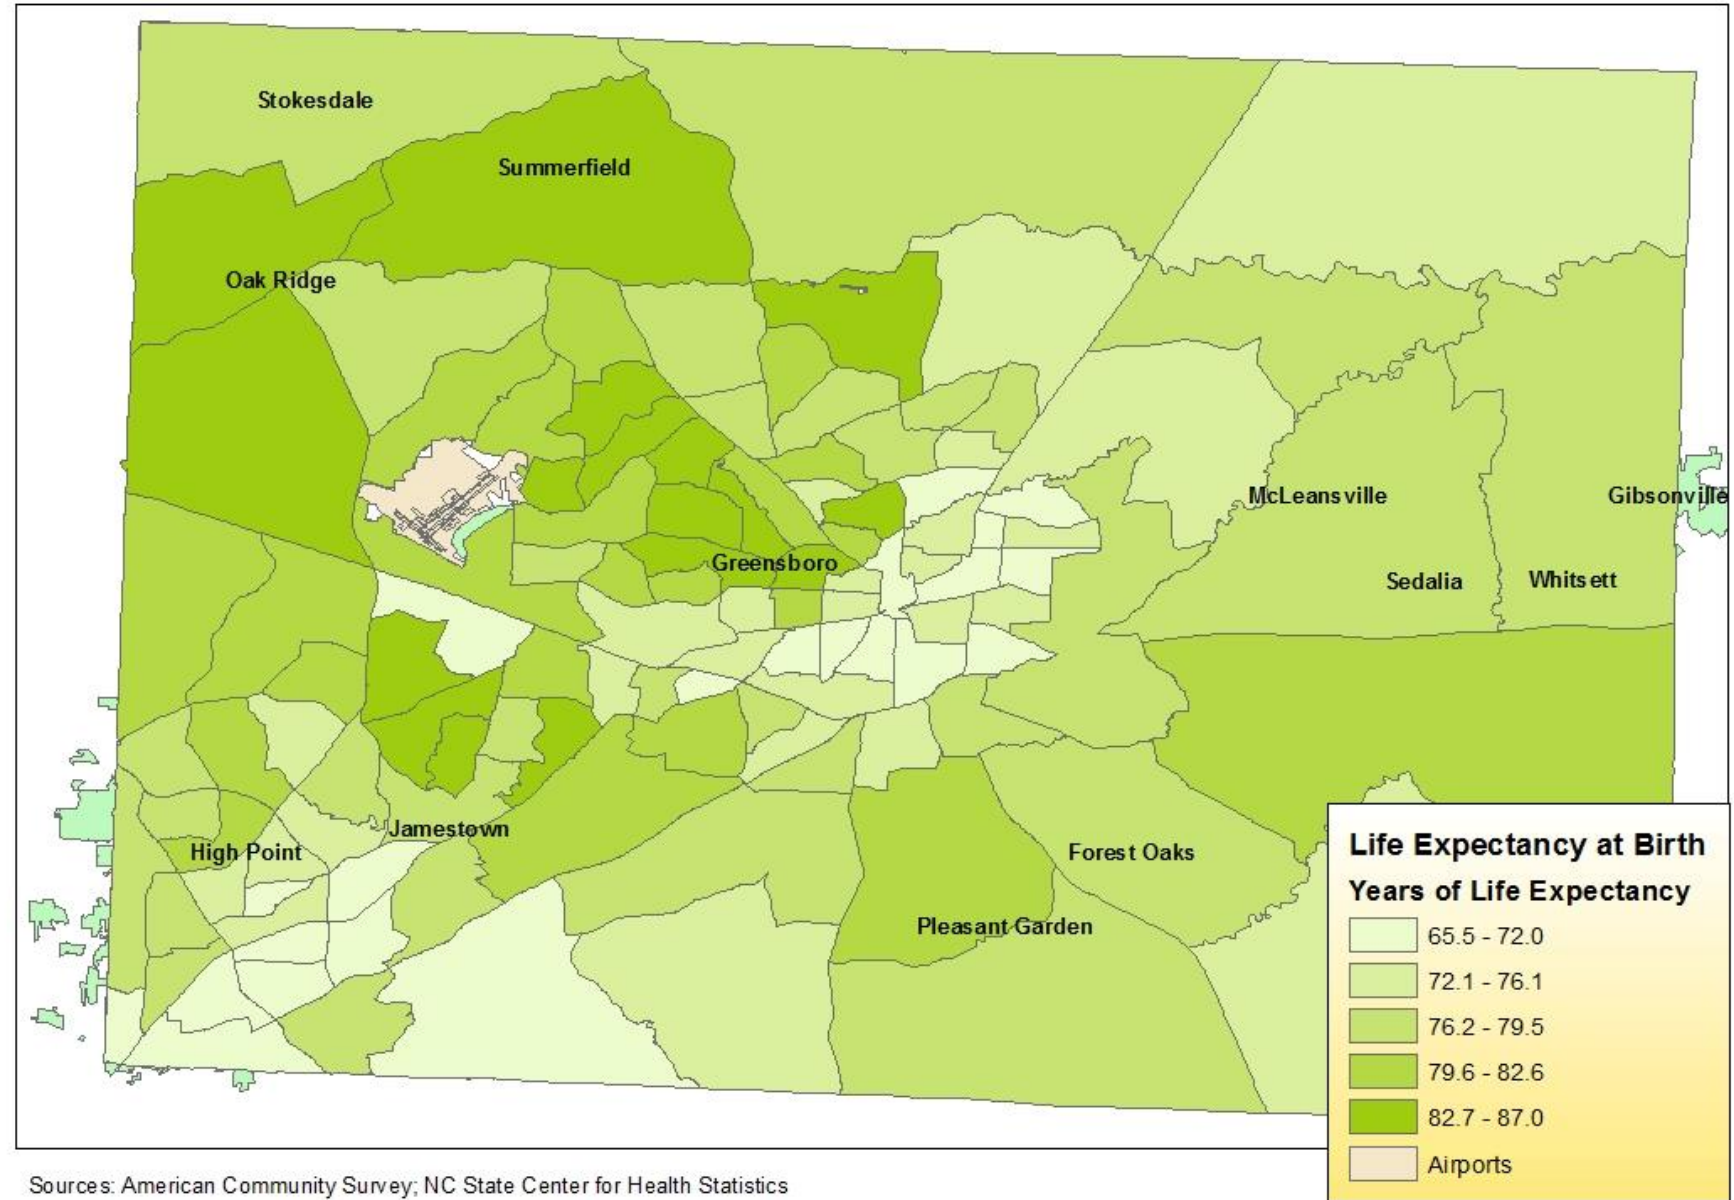 Stokesdale
Summerfield
Oak Ridge
McLeansville
Gibsonville
Greensboro
Sedalia
Whitsett
Jamestown
High Point
Forest Oaks
Pleasant Garden
Life Expectancy at Birth
Years of Life Expectancy
65.5 - 72.0
72.1 - 76.1
76.2 - 79.5
79.6 - 82.6
82.7 - 87.0
Airports
Sources: American Community Survey; NC State Center for Health Statistics